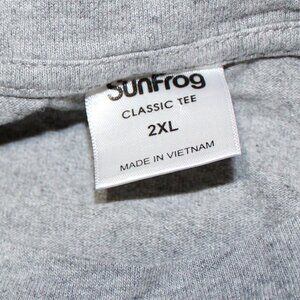 SunFrog
CLASSIC TEE
2XL
MADE IN VIETNAM